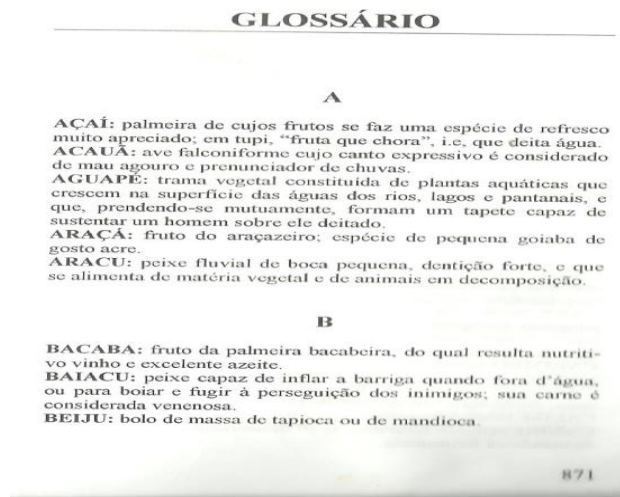 GLOSSÁRIO
A
AÇAÍ: palmeira de cujos frutos se faz uma espécie de refresco
muito apreciado; em tupi, “fruta que chora”, i.e, que deita água.
ACAUÃ: ave falconiforme cujo canto expressivo é considerado
de mau agouro e prenunciador de chuvas.
AGUAPÉ: trama vegetal constituída de plantas aquáticas que
crescem na superfície das águas dos rios, lagos e pantanais, e
que, prendendo-se mutuamente, formam um tapete capaz de
sustentar um homem sobre ele deitado.
ARAÇÁ: fruto do araçazeiro; espécie de pequena goiaba de
gosto acre.
ARACU: peixe fluvial de boca pequena, dentição forte, e que
se alimenta de matéria vegetal e de animais em decomposição.
B
BACABA: fruto da palmeira bacabeira, do qual resulta nutriti-
vo vinho e excelente azeite.
BAIACU: peixe capaz de inflar a barriga quando fora d’água,
ou para boiar e fugir à perseguição dos inimigos; sua carne é
considerada venenosa.
BEIJU: bolo de massa de tapioca ou de mandioca.
871